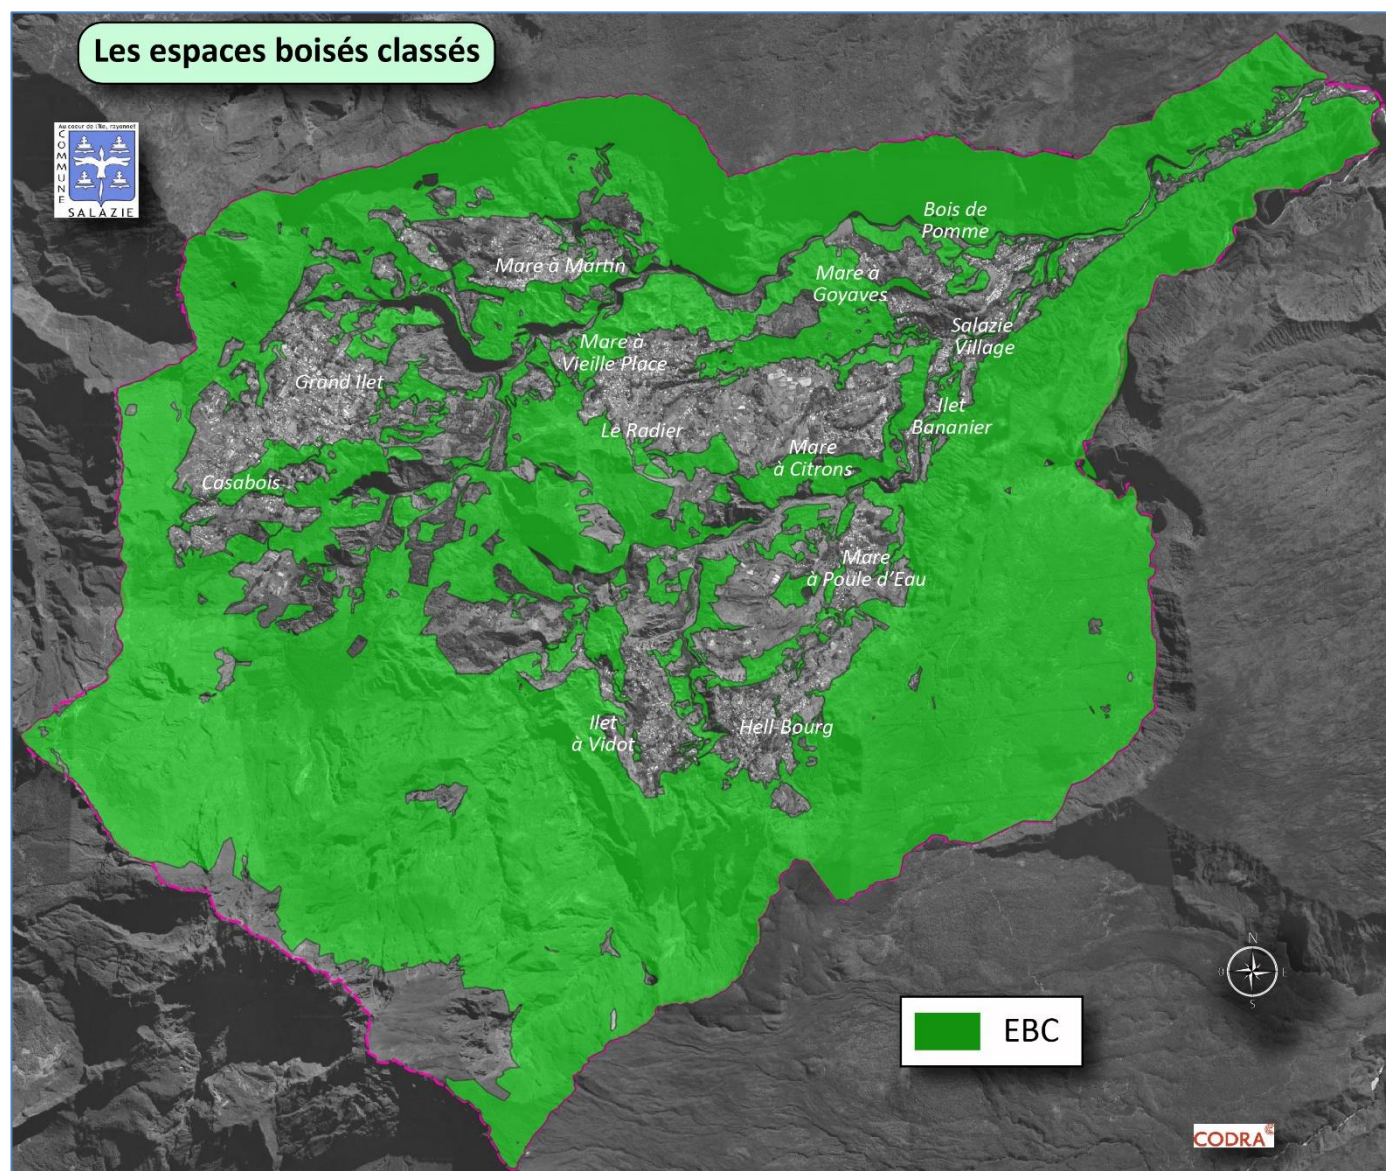 Les espaces boisés classés
Au coeur de l'île, rayonnet
COMMUNE
SALAZIE
Bois de
Pomme
Mare à Martin
Mare à
Goyaves
Salazie
Village
Mare à
Vieille Place
Grand Ilet
Ilet
Bananier
Le Radier
Mare
à Citrons
Casabois
Mare
à Poule d'Eau
Ilet
à Vidot
Hell-Bourg
N
O
E
S
EBC
CODRA